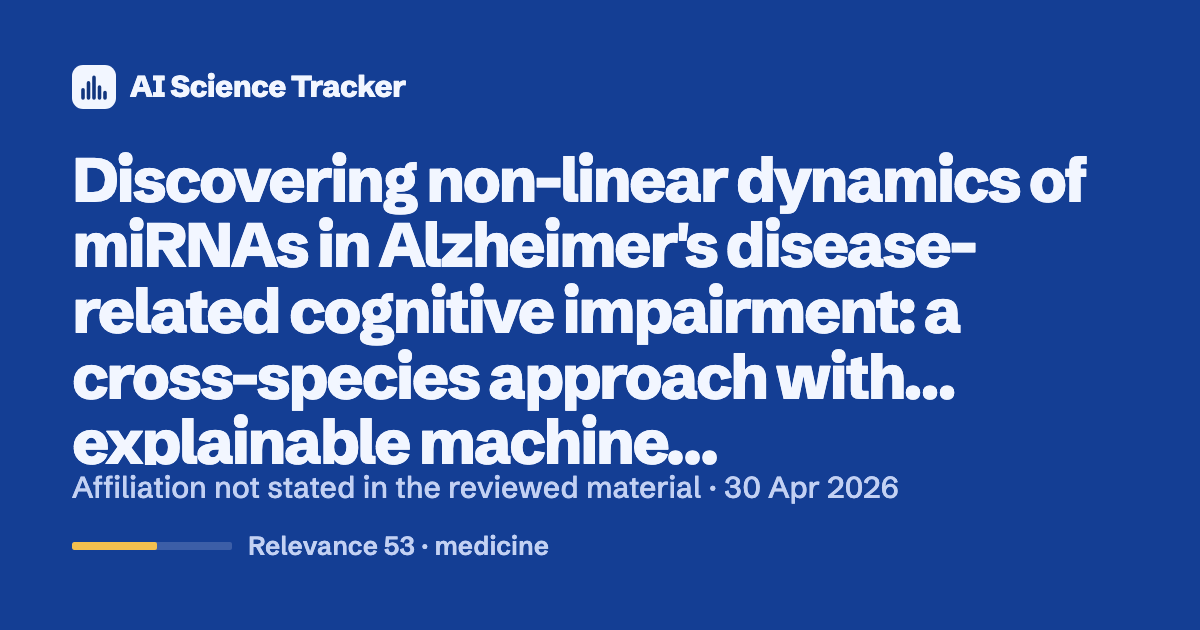 AI Science Tracker
Discovering non-linear dynamics of
miRNAs in Alzheimer's disease-
related cognitive impairment: a
cross-species approach with...
explainable machine...
Affiliation not stated in the reviewed material · 30 Apr 2026
Relevance 53 · medicine